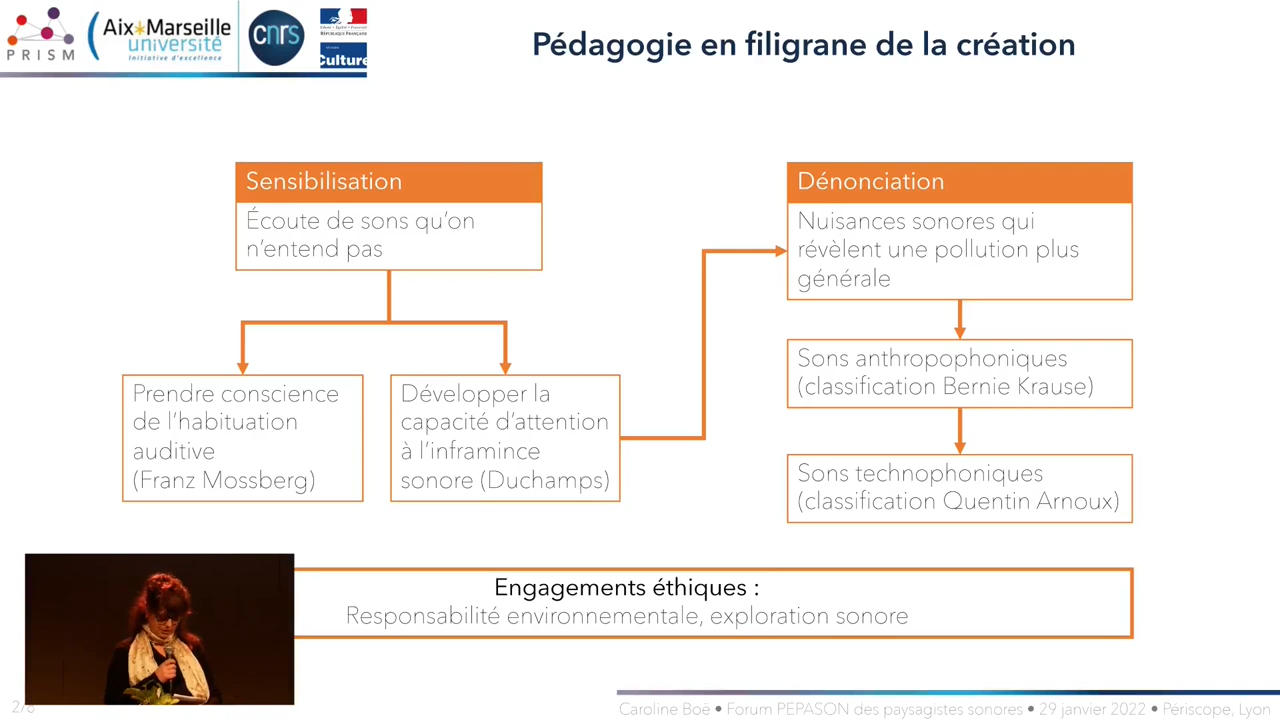 PRISM
Aix*Marseille
université
Initiative d'excellence
cnrs
RÉPUBLIQUE FRANÇAISE
Culture
Pédagogie en filigrane de la création
Sensibilisation
Écoute de sons qu'on
n'entend pas
Prendre conscience
de l'habituation
auditive
(Franz Mossberg)
Développer la
capacité d'attention
à l'inframince
sonore (Duchamps)
Dénonciation
Nuisances sonores qui
révèlent une pollution plus
générale
Sons anthropophoniques
(classification Bernie Krause)
Sons technophoniques
(classification Quentin Arnoux)
Engagements éthiques :
Responsabilité environnementale, exploration sonore
Caroline Boë • Forum PEPASON des paysagistes sonores • 29 janvier 2022 • Périscope, Lyon